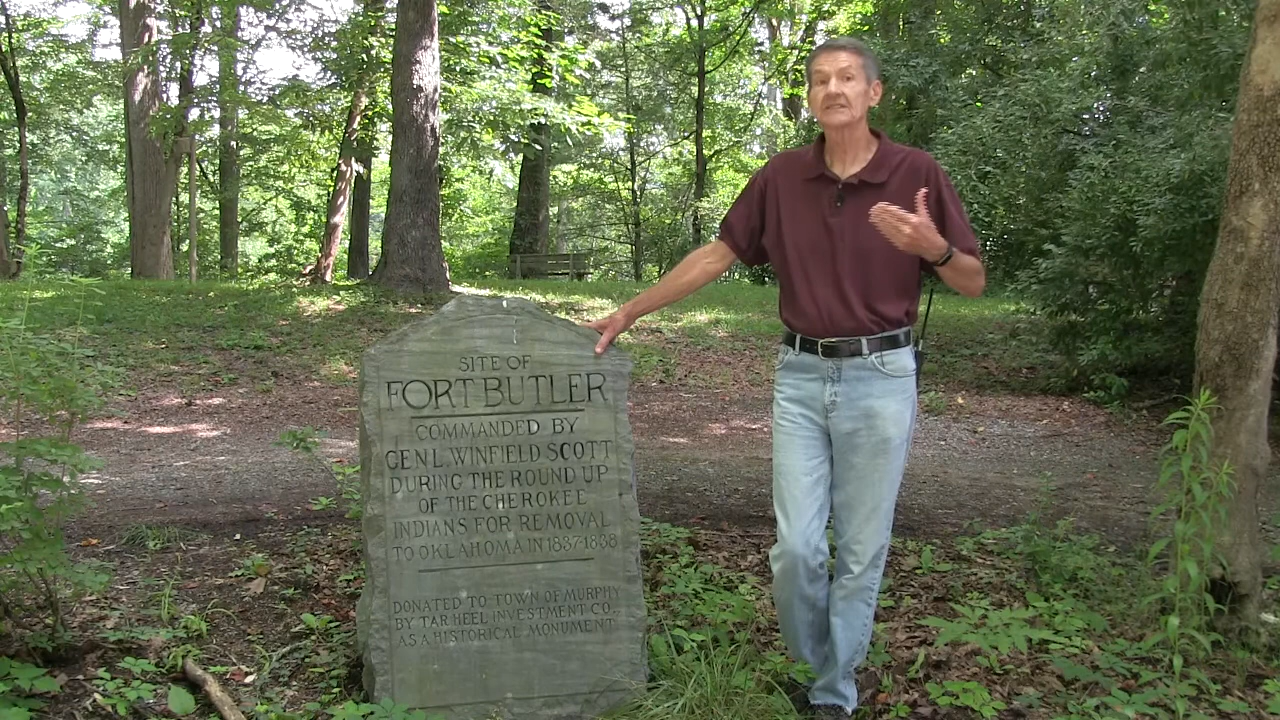 SITE OF
FORT BUTLER
COMMANDED BY
GENL. WINFIELD SCOTT
DURING THE ROUND UP
OF THE CHEROKEE
INDIANS FOR REMOVAL
TO OKLAHOMA IN 1837-1838
DONATED TO TOWN OF MURPHY
BY TAR HEEL INVESTMENT CO.,
AS A HISTORICAL MONUMENT